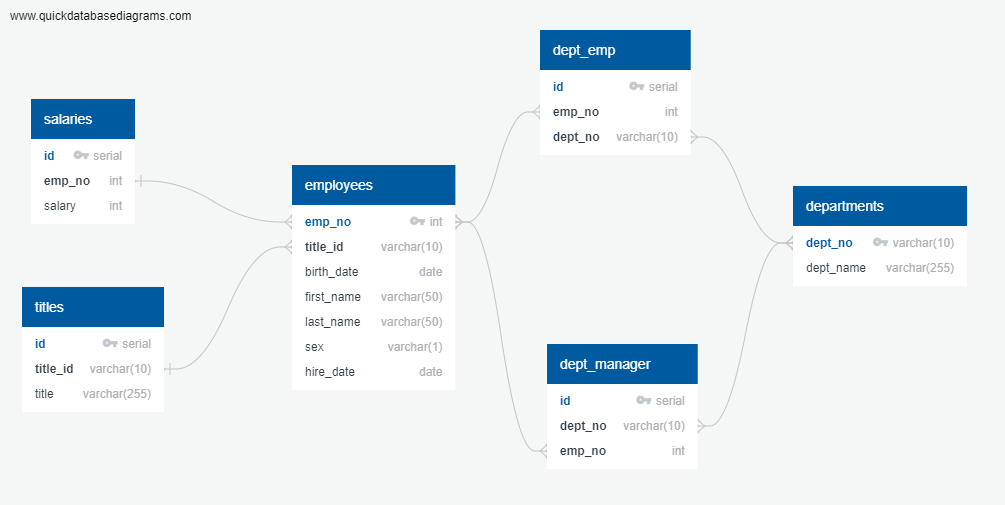 www.quickdatabasediagrams.com
salaries
id serial
emp_no int
salary int
titles
id serial
title_id varchar(10)
title varchar(255)
employees
emp_no int
title_id varchar(10)
birth_date date
first_name varchar(50)
last_name varchar(50)
sex varchar(1)
hire_date date
dept_emp
id serial
emp_no int
dept_no varchar(10)
dept_manager
id serial
dept_no varchar(10)
emp_no int
departments
dept_no varchar(10)
dept_name varchar(255)